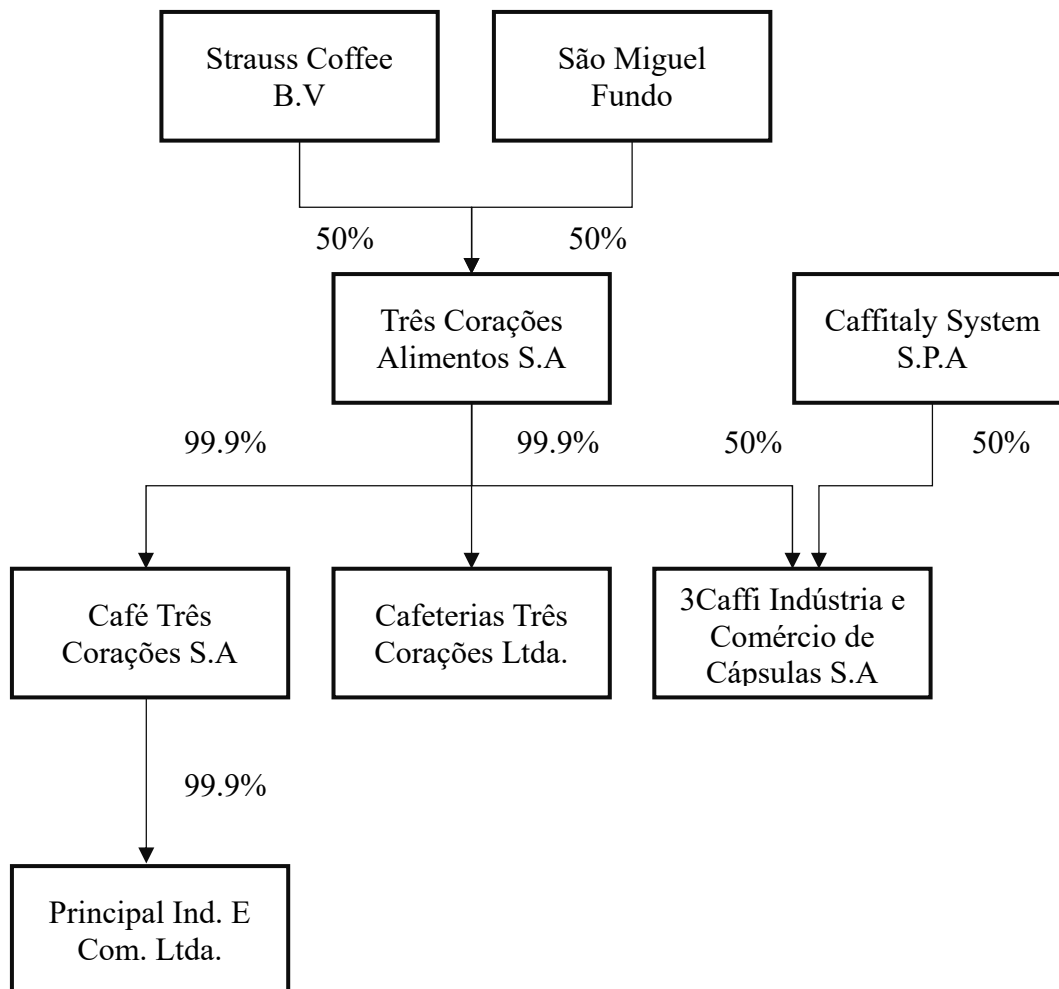 Strauss Coffee
B.V
São Miguel
Fundo
50%
50%
Três Corações
Alimentos S.A
Caffitaly System
S.P.A
99.9%
99.9%
50%
50%
Café Três
Corações S.A
Cafeterias Três
Corações Ltda.
3Caffi Indústria e
Comércio de
Cápsulas S.A
99.9%
Principal Ind. E
Com. Ltda.